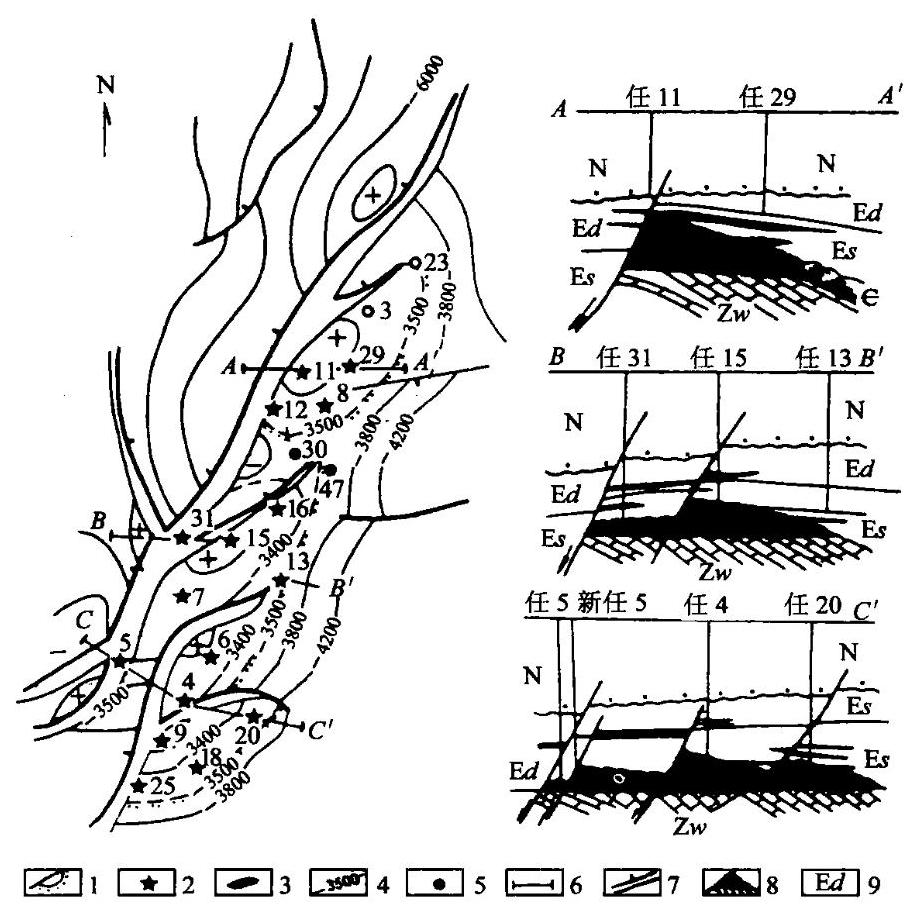 N
6000
23
3
3500
3800
A
11
29
A'
12
8
3500
3800
4200
30
47
B
31
16
15
3400
13
B'
7
3500
3800
4200
C
5
6
3400
3500
4
9
3400
20
C'
18
3500
3800
25
A 任 11 任 29 A'
N N
Ed Ed
Es Es
Zw ∈
B 任 31 任 15 任 13 B'
N N
Ed Ed
Es Es
Zw
任 5 新任 5 任 4 任 20 C'
N N
Es
Ed Es
Zw
1 2 3 3500 4 5 6 7 8 Ed 9